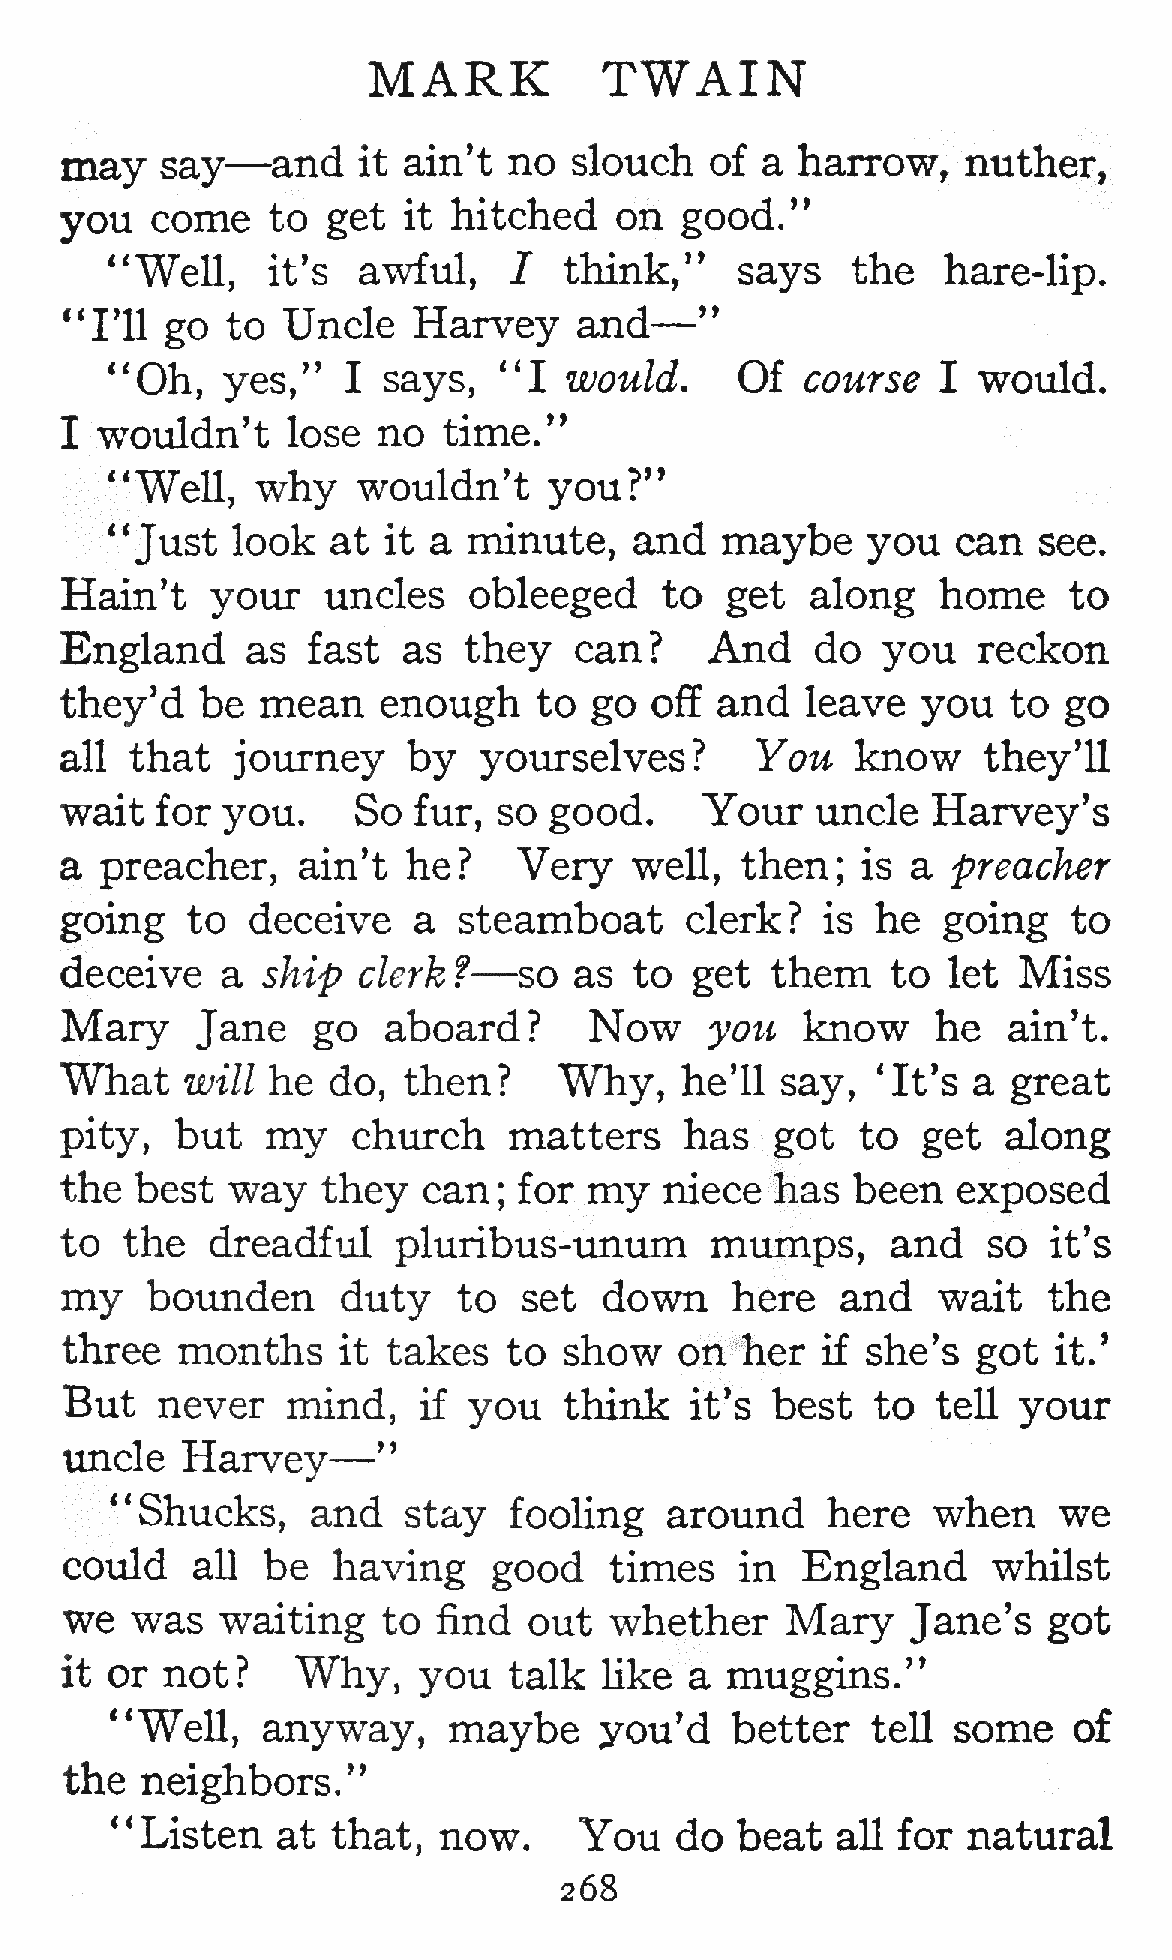 MARK TWAIN
may say—and it ain't no slouch of a harrow, nuther,
you come to get it hitched on good."
"Well, it's awful, I think," says the hare-lip.
"I'll go to Uncle Harvey and—"
"Oh, yes," I says, "I would. Of course I would.
I wouldn't lose no time."
"Well, why wouldn't you?"
"Just look at it a minute, and maybe you can see.
Hain't your uncles obleeged to get along home to
England as fast as they can? And do you reckon
they'd be mean enough to go off and leave you to go
all that journey by yourselves? You know they'll
wait for you. So fur, so good. Your uncle Harvey's
a preacher, ain't he? Very well, then; is a preacher
going to deceive a steamboat clerk? is he going to
deceive a ship clerk?—so as to get them to let Miss
Mary Jane go aboard? Now you know he ain't.
What will he do, then? Why, he'll say, 'It's a great
pity, but my church matters has got to get along
the best way they can; for my niece has been exposed
to the dreadful pluribus-unum mumps, and so it's
my bounden duty to set down here and wait the
three months it takes to show on her if she's got it.'
But never mind, if you think it's best to tell your
uncle Harvey—"
"Shucks, and stay fooling around here when we
could all be having good times in England whilst
we was waiting to find out whether Mary Jane's got
it or not? Why, you talk like a muggins."
"Well, anyway, maybe you'd better tell some of
the neighbors."
"Listen at that, now. You do beat all for natural
268